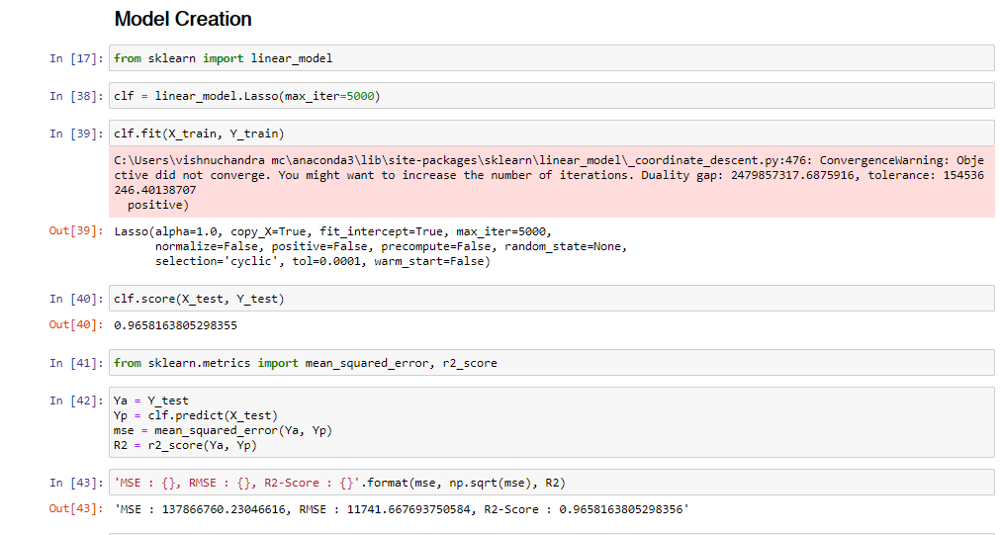 Model Creation
In [17]: from sklearn import linear_model
In [38]: clf = linear_model.Lasso(max_iter=5000)
In [39]: clf.fit(X_train, Y_train)
C:\Users\vishnuchandra mc\anaconda3\lib\site-packages\sklearn\linear_model\_coordinate_descent.py:476: ConvergenceWarning: Obje
ctive did not converge. You might want to increase the number of iterations. Duality gap: 2479857317.6875916, tolerance: 154536
246.40138707
positive)
Out[39]: Lasso(alpha=1.0, copy_X=True, fit_intercept=True, max_iter=5000,
normalize=False, positive=False, precompute=False, random_state=None,
selection='cyclic', tol=0.0001, warm_start=False)
In [40]: clf.score(X_test, Y_test)
Out[40]: 0.9658163805298355
In [41]: from sklearn.metrics import mean_squared_error, r2_score
In [42]: Ya = Y_test
Yp = clf.predict(X_test)
mse = mean_squared_error(Ya, Yp)
R2 = r2_score(Ya, Yp)
In [43]: 'MSE : {}, RMSE : {}, R2-Score : {}'.format(mse, np.sqrt(mse), R2)
Out[43]: 'MSE : 137866760.23046616, RMSE : 11741.667693750584, R2-Score : 0.9658163805298356'